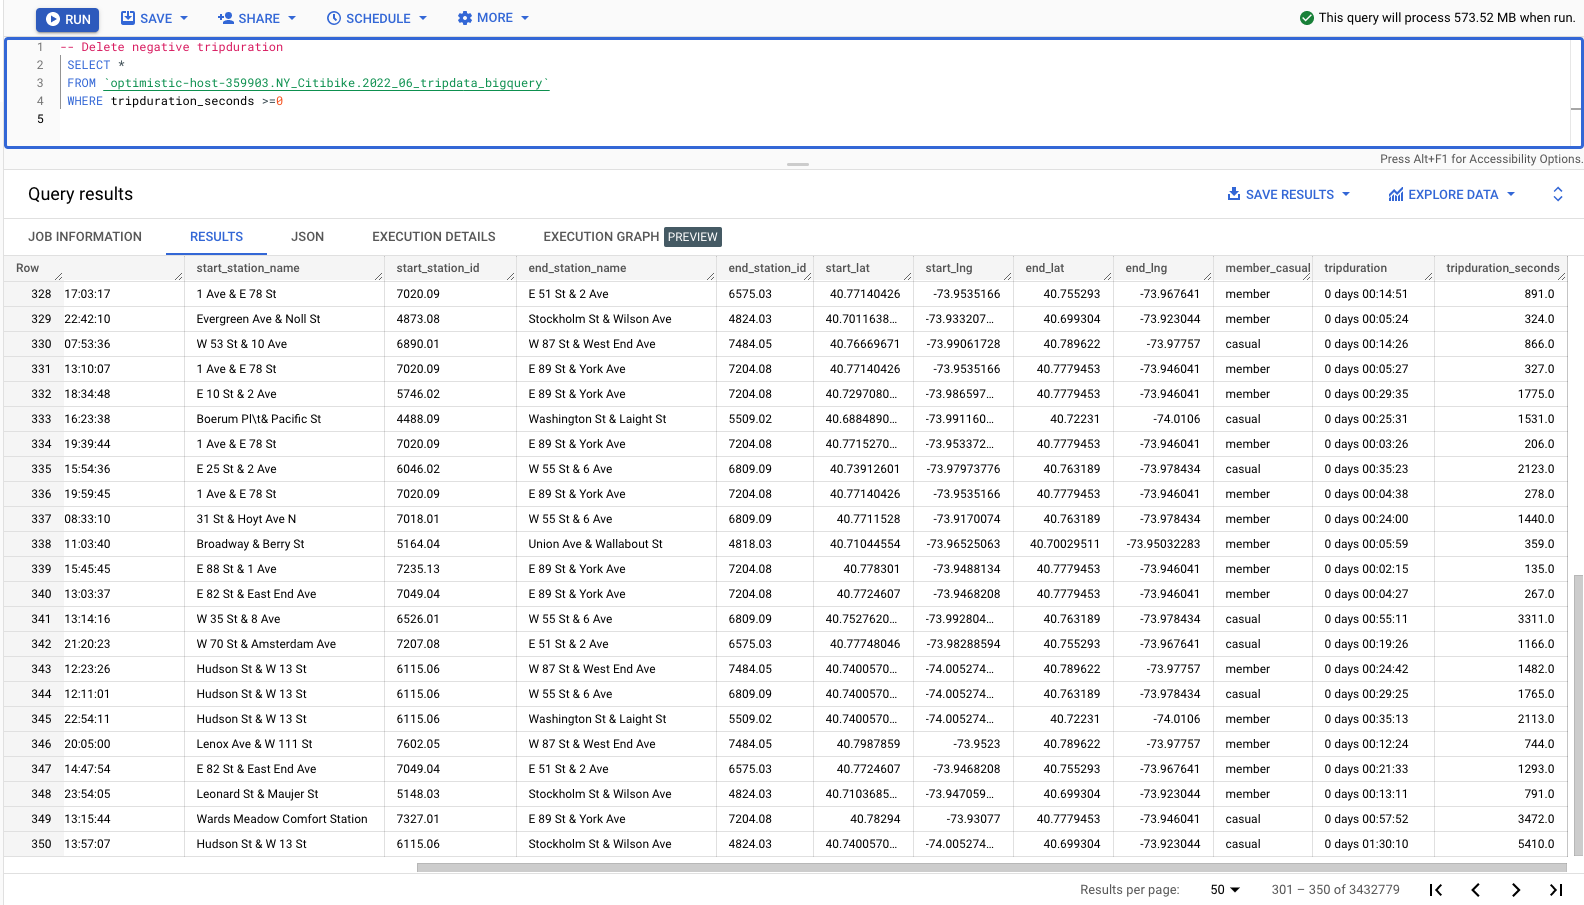 RUN SAVE SHARE SCHEDULE MORE This query will process 573.52 MB when run.
1 -- Delete negative tripduration
2 SELECT *
3 FROM `optimistic-host-359903.NY_Citibike.2022_06_tripdata_bigquery`
4 WHERE tripduration_seconds >=0
5
Press Alt+F1 for Accessibility Options.
Query results SAVE RESULTS EXPLORE DATA
JOB INFORMATION RESULTS JSON EXECUTION DETAILS EXECUTION GRAPH PREVIEW
Row start_station_name start_station_id end_station_name end_station_id start_lat start_lng end_lat end_lng member_casual tripduration tripduration_seconds
328 17:03:17 1 Ave & E 78 St 7020.09 E 51 St & 2 Ave 6575.03 40.77140426 -73.9535166 40.755293 -73.967641 member 0 days 00:14:51 891.0
329 22:42:10 Evergreen Ave & Noll St 4873.08 Stockholm St & Wilson Ave 4824.03 40.7011638... -73.933207... 40.699304 -73.923044 member 0 days 00:05:24 324.0
330 07:53:36 W 53 St & 10 Ave 6890.01 W 87 St & West End Ave 7484.05 40.76669671 -73.99061728 40.789622 -73.97757 casual 0 days 00:14:26 866.0
331 13:10:07 1 Ave & E 78 St 7020.09 E 89 St & York Ave 7204.08 40.77140426 -73.9535166 40.7779453 -73.946041 member 0 days 00:05:27 327.0
332 18:34:48 E 10 St & 2 Ave 5746.02 E 89 St & York Ave 7204.08 40.7297080... -73.986597... 40.7779453 -73.946041 member 0 days 00:29:35 1775.0
333 16:23:38 Boerum Pl\t& Pacific St 4488.09 Washington St & Laight St 5509.02 40.6884890... -73.991160... 40.72231 -74.0106 casual 0 days 00:25:31 1531.0
334 19:39:44 1 Ave & E 78 St 7020.09 E 89 St & York Ave 7204.08 40.7715270... -73.953372... 40.7779453 -73.946041 member 0 days 00:03:26 206.0
335 15:54:36 E 25 St & 2 Ave 6046.02 W 55 St & 6 Ave 6809.09 40.73912601 -73.97973776 40.763189 -73.978434 casual 0 days 00:35:23 2123.0
336 19:59:45 1 Ave & E 78 St 7020.09 E 89 St & York Ave 7204.08 40.77140426 -73.9535166 40.7779453 -73.946041 member 0 days 00:04:38 278.0
337 08:33:10 31 St & Hoyt Ave N 7018.01 W 55 St & 6 Ave 6809.09 40.7711528 -73.9170074 40.763189 -73.978434 member 0 days 00:24:00 1440.0
338 11:03:40 Broadway & Berry St 5164.04 Union Ave & Wallabout St 4818.03 40.71044554 -73.96525063 40.70029511 -73.95032283 member 0 days 00:05:59 359.0
339 15:45:45 E 88 St & 1 Ave 7235.13 E 89 St & York Ave 7204.08 40.778301 -73.9488134 40.7779453 -73.946041 member 0 days 00:02:15 135.0
340 13:03:37 E 82 St & East End Ave 7049.04 E 89 St & York Ave 7204.08 40.7724607 -73.9468208 40.7779453 -73.946041 member 0 days 00:04:27 267.0
341 13:14:16 W 35 St & 8 Ave 6526.01 W 55 St & 6 Ave 6809.09 40.7527620... -73.992804... 40.763189 -73.978434 casual 0 days 00:55:11 3311.0
342 21:20:23 W 70 St & Amsterdam Ave 7207.08 E 51 St & 2 Ave 6575.03 40.77748046 -73.98288594 40.755293 -73.967641 casual 0 days 00:19:26 1166.0
343 12:23:26 Hudson St & W 13 St 6115.06 W 87 St & West End Ave 7484.05 40.7400570... -74.005274... 40.789622 -73.97757 member 0 days 00:24:42 1482.0
344 12:11:01 Hudson St & W 13 St 6115.06 W 55 St & 6 Ave 6809.09 40.7400570... -74.005274... 40.763189 -73.978434 casual 0 days 00:29:25 1765.0
345 22:54:11 Hudson St & W 13 St 6115.06 Washington St & Laight St 5509.02 40.7400570... -74.005274... 40.72231 -74.0106 member 0 days 00:35:13 2113.0
346 20:05:00 Lenox Ave & W 111 St 7602.05 W 87 St & West End Ave 7484.05 40.7987859 -73.9523 40.789622 -73.97757 member 0 days 00:12:24 744.0
347 14:47:54 E 82 St & East End Ave 7049.04 E 51 St & 2 Ave 6575.03 40.7724607 -73.9468208 40.755293 -73.967641 member 0 days 00:21:33 1293.0
348 23:54:05 Leonard St & Maujer St 5148.03 Stockholm St & Wilson Ave 4824.03 40.7103685... -73.947059... 40.699304 -73.923044 member 0 days 00:13:11 791.0
349 13:15:44 Wards Meadow Comfort Station 7327.01 E 89 St & York Ave 7204.08 40.78294 -73.93077 40.7779453 -73.946041 casual 0 days 00:57:52 3472.0
350 13:57:07 Hudson St & W 13 St 6115.06 Stockholm St & Wilson Ave 4824.03 40.7400570... -74.005274... 40.699304 -73.923044 casual 0 days 01:30:10 5410.0
Results per page: 50 301 – 350 of 3432779